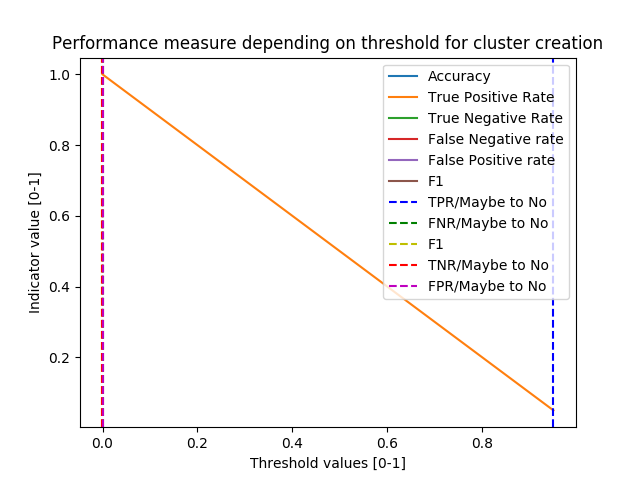 Performance measure depending on threshold for cluster creation
1.0
0.8
0.6
0.4
0.2
Indicator value [0-1]
Accuracy
True Positive Rate
True Negative Rate
False Negative rate
False Positive rate
F1
TPR/Maybe to No
FNR/Maybe to No
F1
TNR/Maybe to No
FPR/Maybe to No
0.0 0.2 0.4 0.6 0.8
Threshold values [0-1]